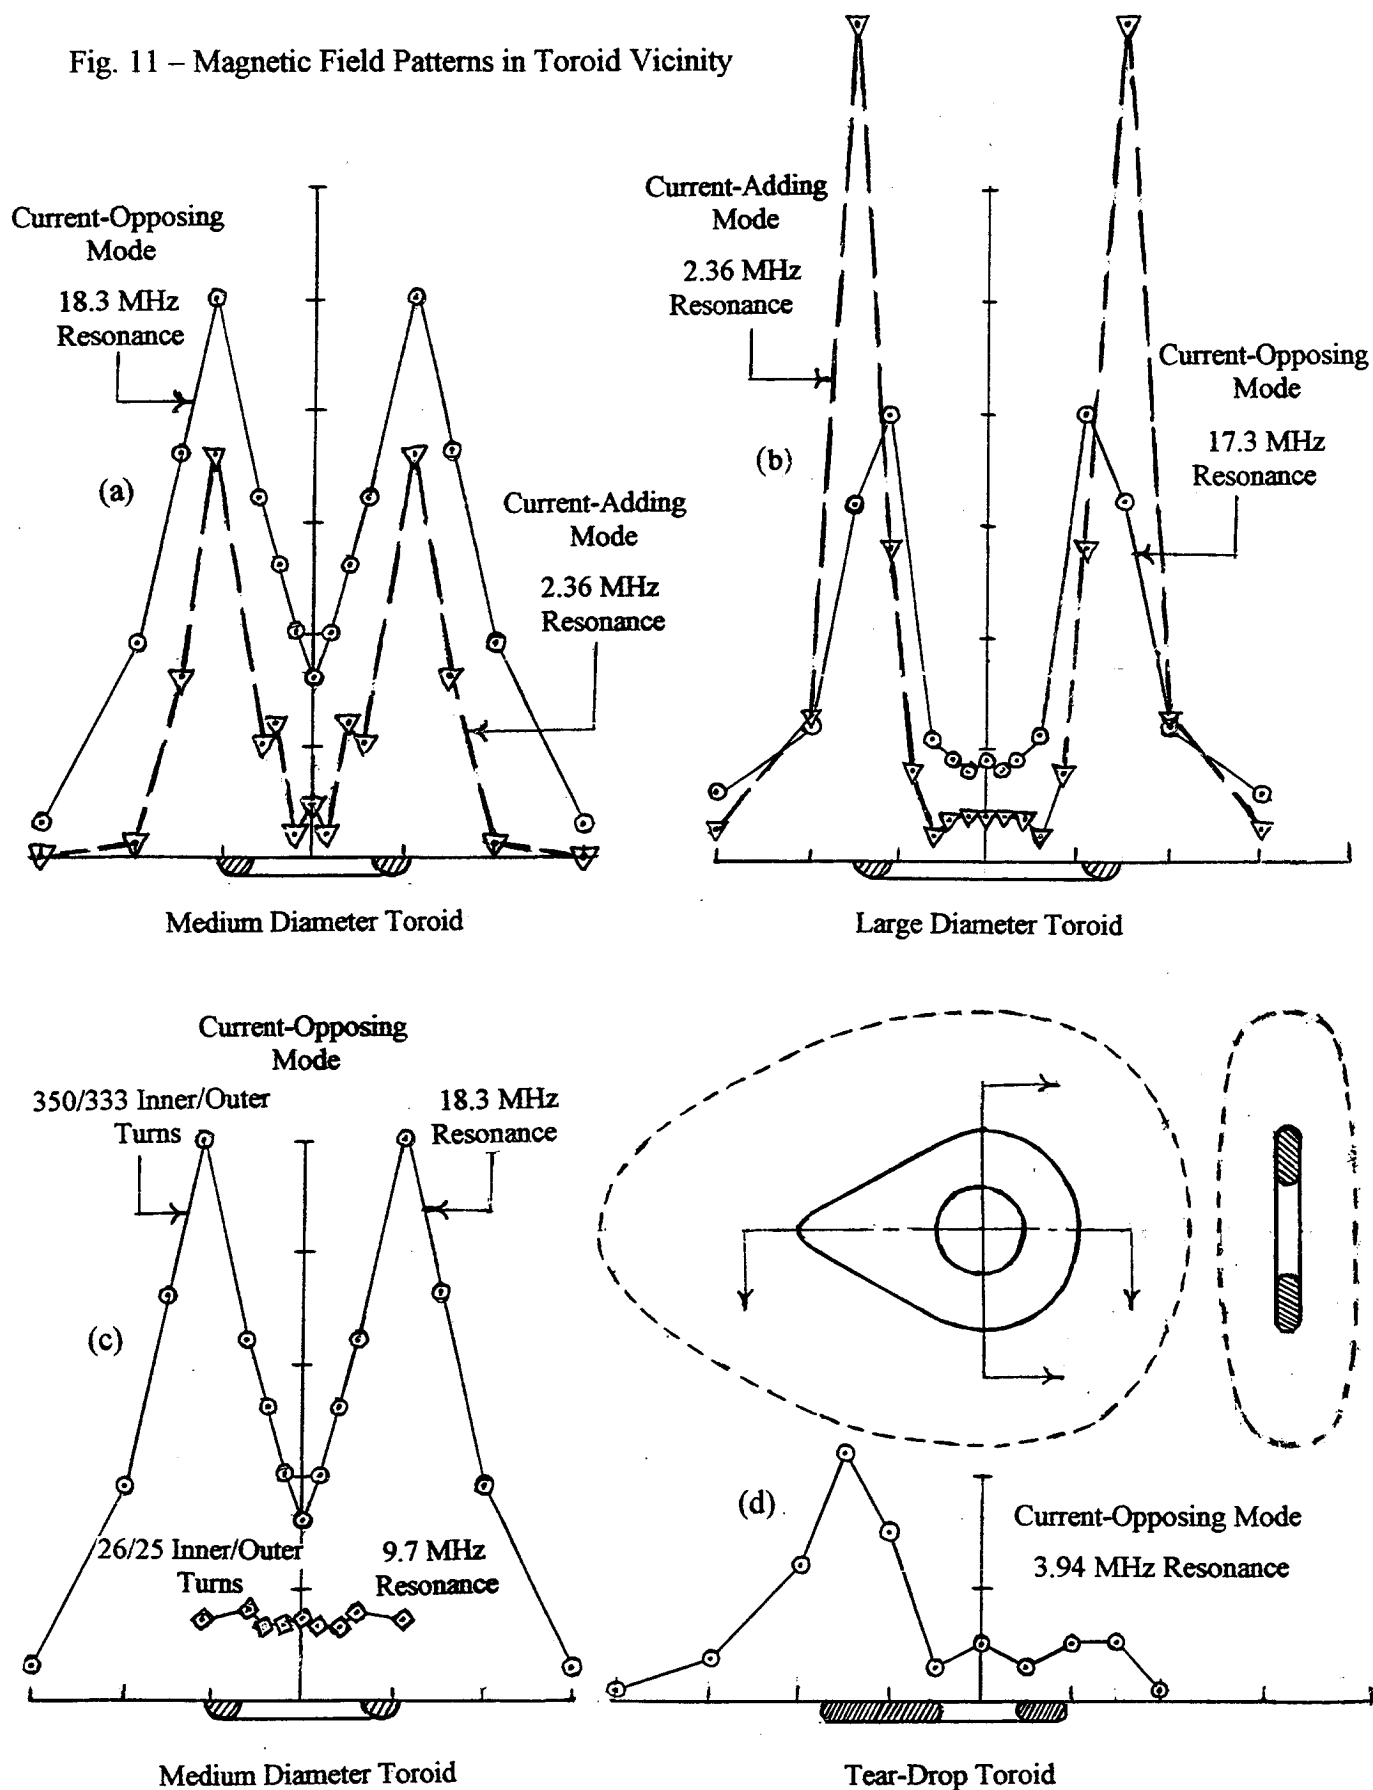 Fig. 11 – Magnetic Field Patterns in Toroid Vicinity
Current-Opposing
Mode
18.3 MHz
Resonance
(a)
Current-Adding
Mode
2.36 MHz
Resonance
Medium Diameter Toroid
Current-Adding
Mode
2.36 MHz
Resonance
(b)
Current-Opposing
Mode
17.3 MHz
Resonance
Large Diameter Toroid
Current-Opposing
Mode
350/333 Inner/Outer
Turns
18.3 MHz
Resonance
(c)
26/25 Inner/Outer
Turns
9.7 MHz
Resonance
Medium Diameter Toroid
(d)
Current-Opposing Mode
3.94 MHz Resonance
Tear-Drop Toroid